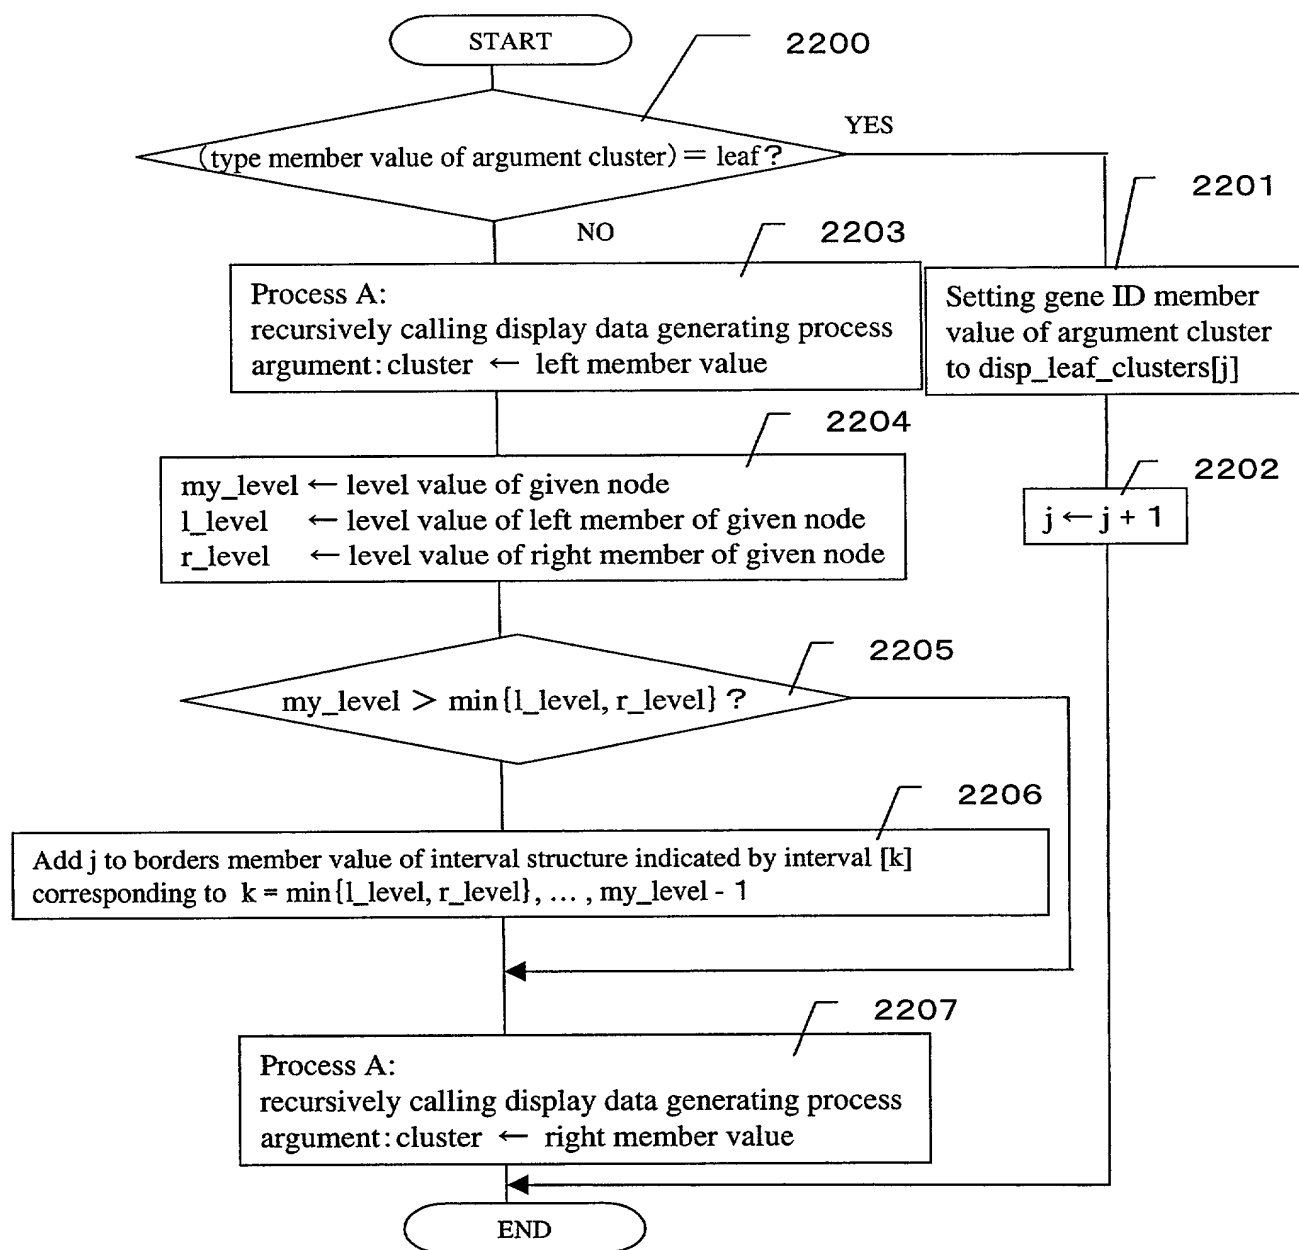 START
2200
(type member value of argument cluster) = leaf?
YES
2201
NO
2203
Process A:
recursively calling display data generating process
argument: cluster ← left member value
Setting gene ID member
value of argument cluster
to disp_leaf_clusters[j]
2204
my_level ← level value of given node
l_level ← level value of left member of given node
r_level ← level value of right member of given node
2202
j ← j + 1
2205
my_level > min{l_level, r_level} ?
2206
Add j to borders member value of interval structure indicated by interval [k]
corresponding to k = min{l_level, r_level}, … , my_level - 1
2207
Process A:
recursively calling display data generating process
argument: cluster ← right member value
END